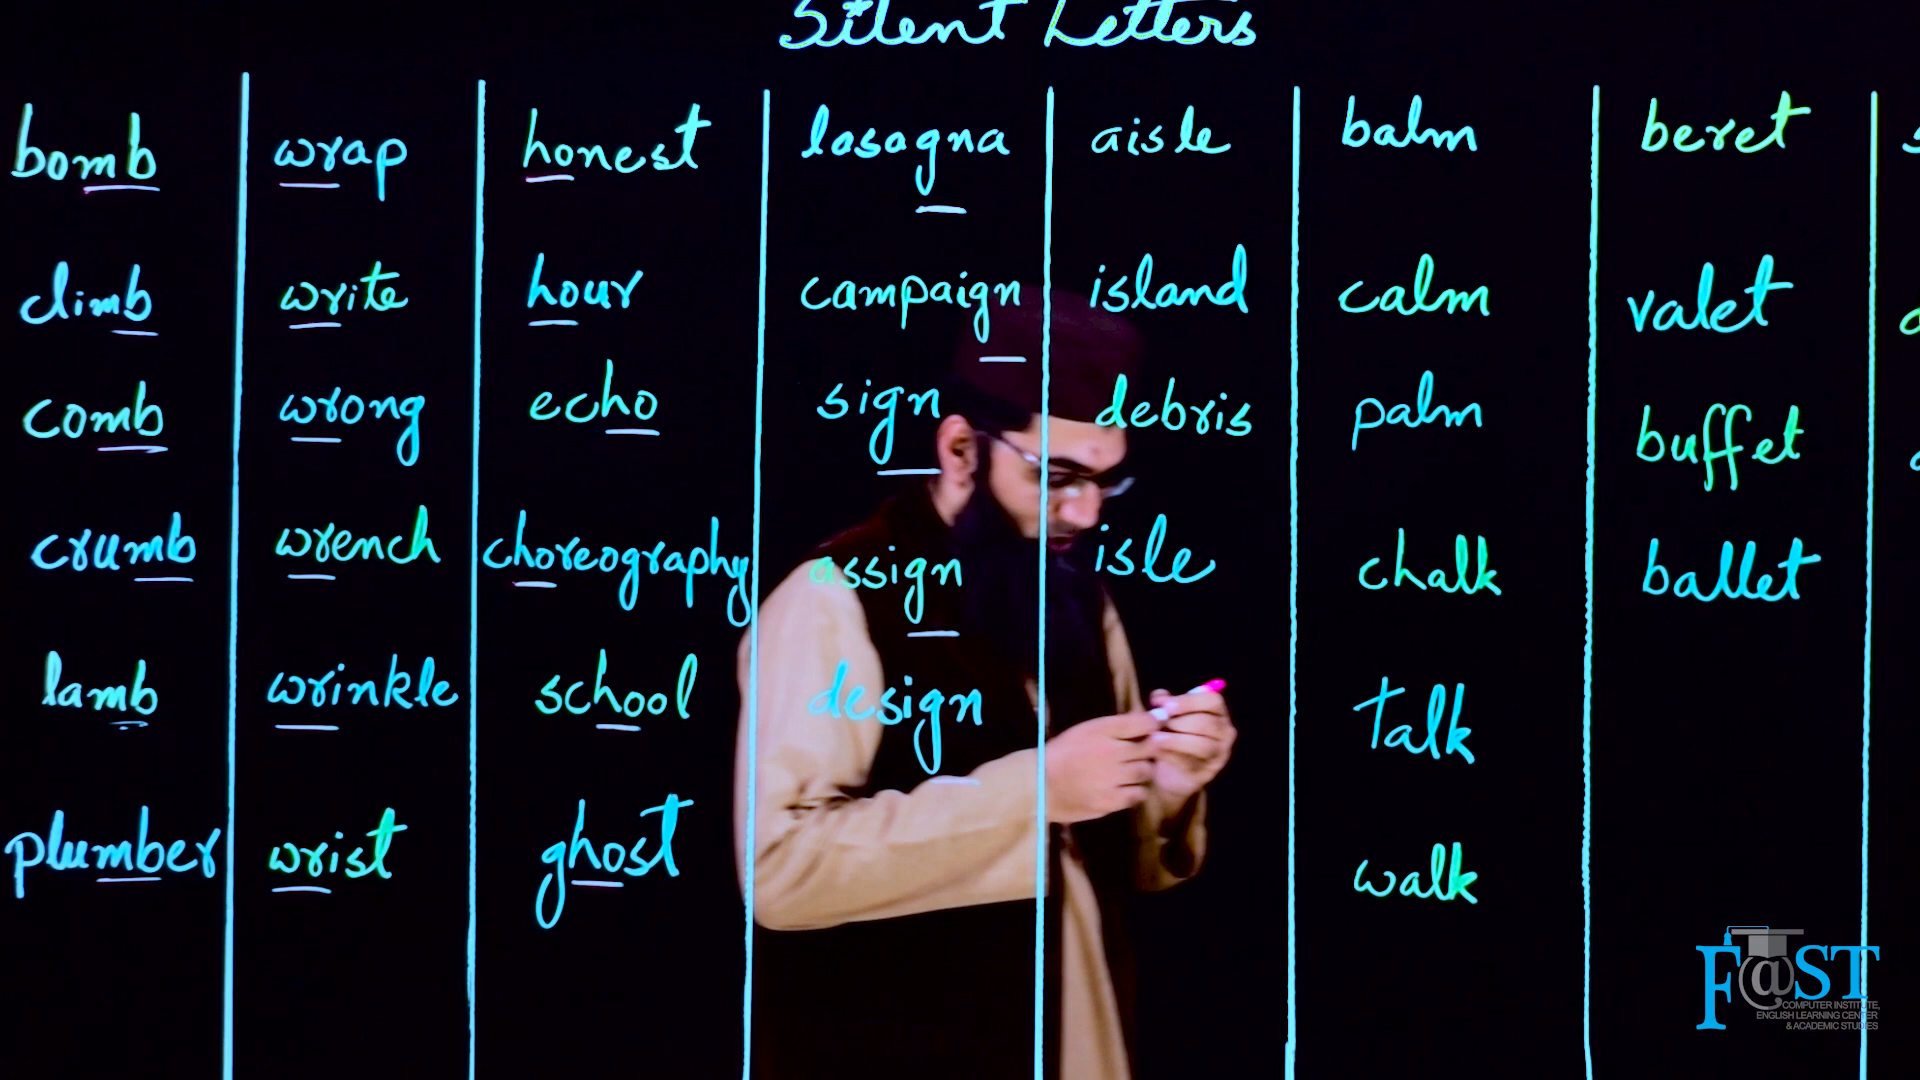 Silent Letters
bomb wrap honest lasagna aisle balm beret
climb write hour campaign island calm valet
comb wrong echo sign debris palm buffet
crumb wrench choreography assign isle chalk ballet
lamb wrinkle school design talk
plumber wrist ghost walk
F@ST
COMPUTER INSTITUTE,
ENGLISH LEARNING CENTER
& ACADEMIC STUDIES